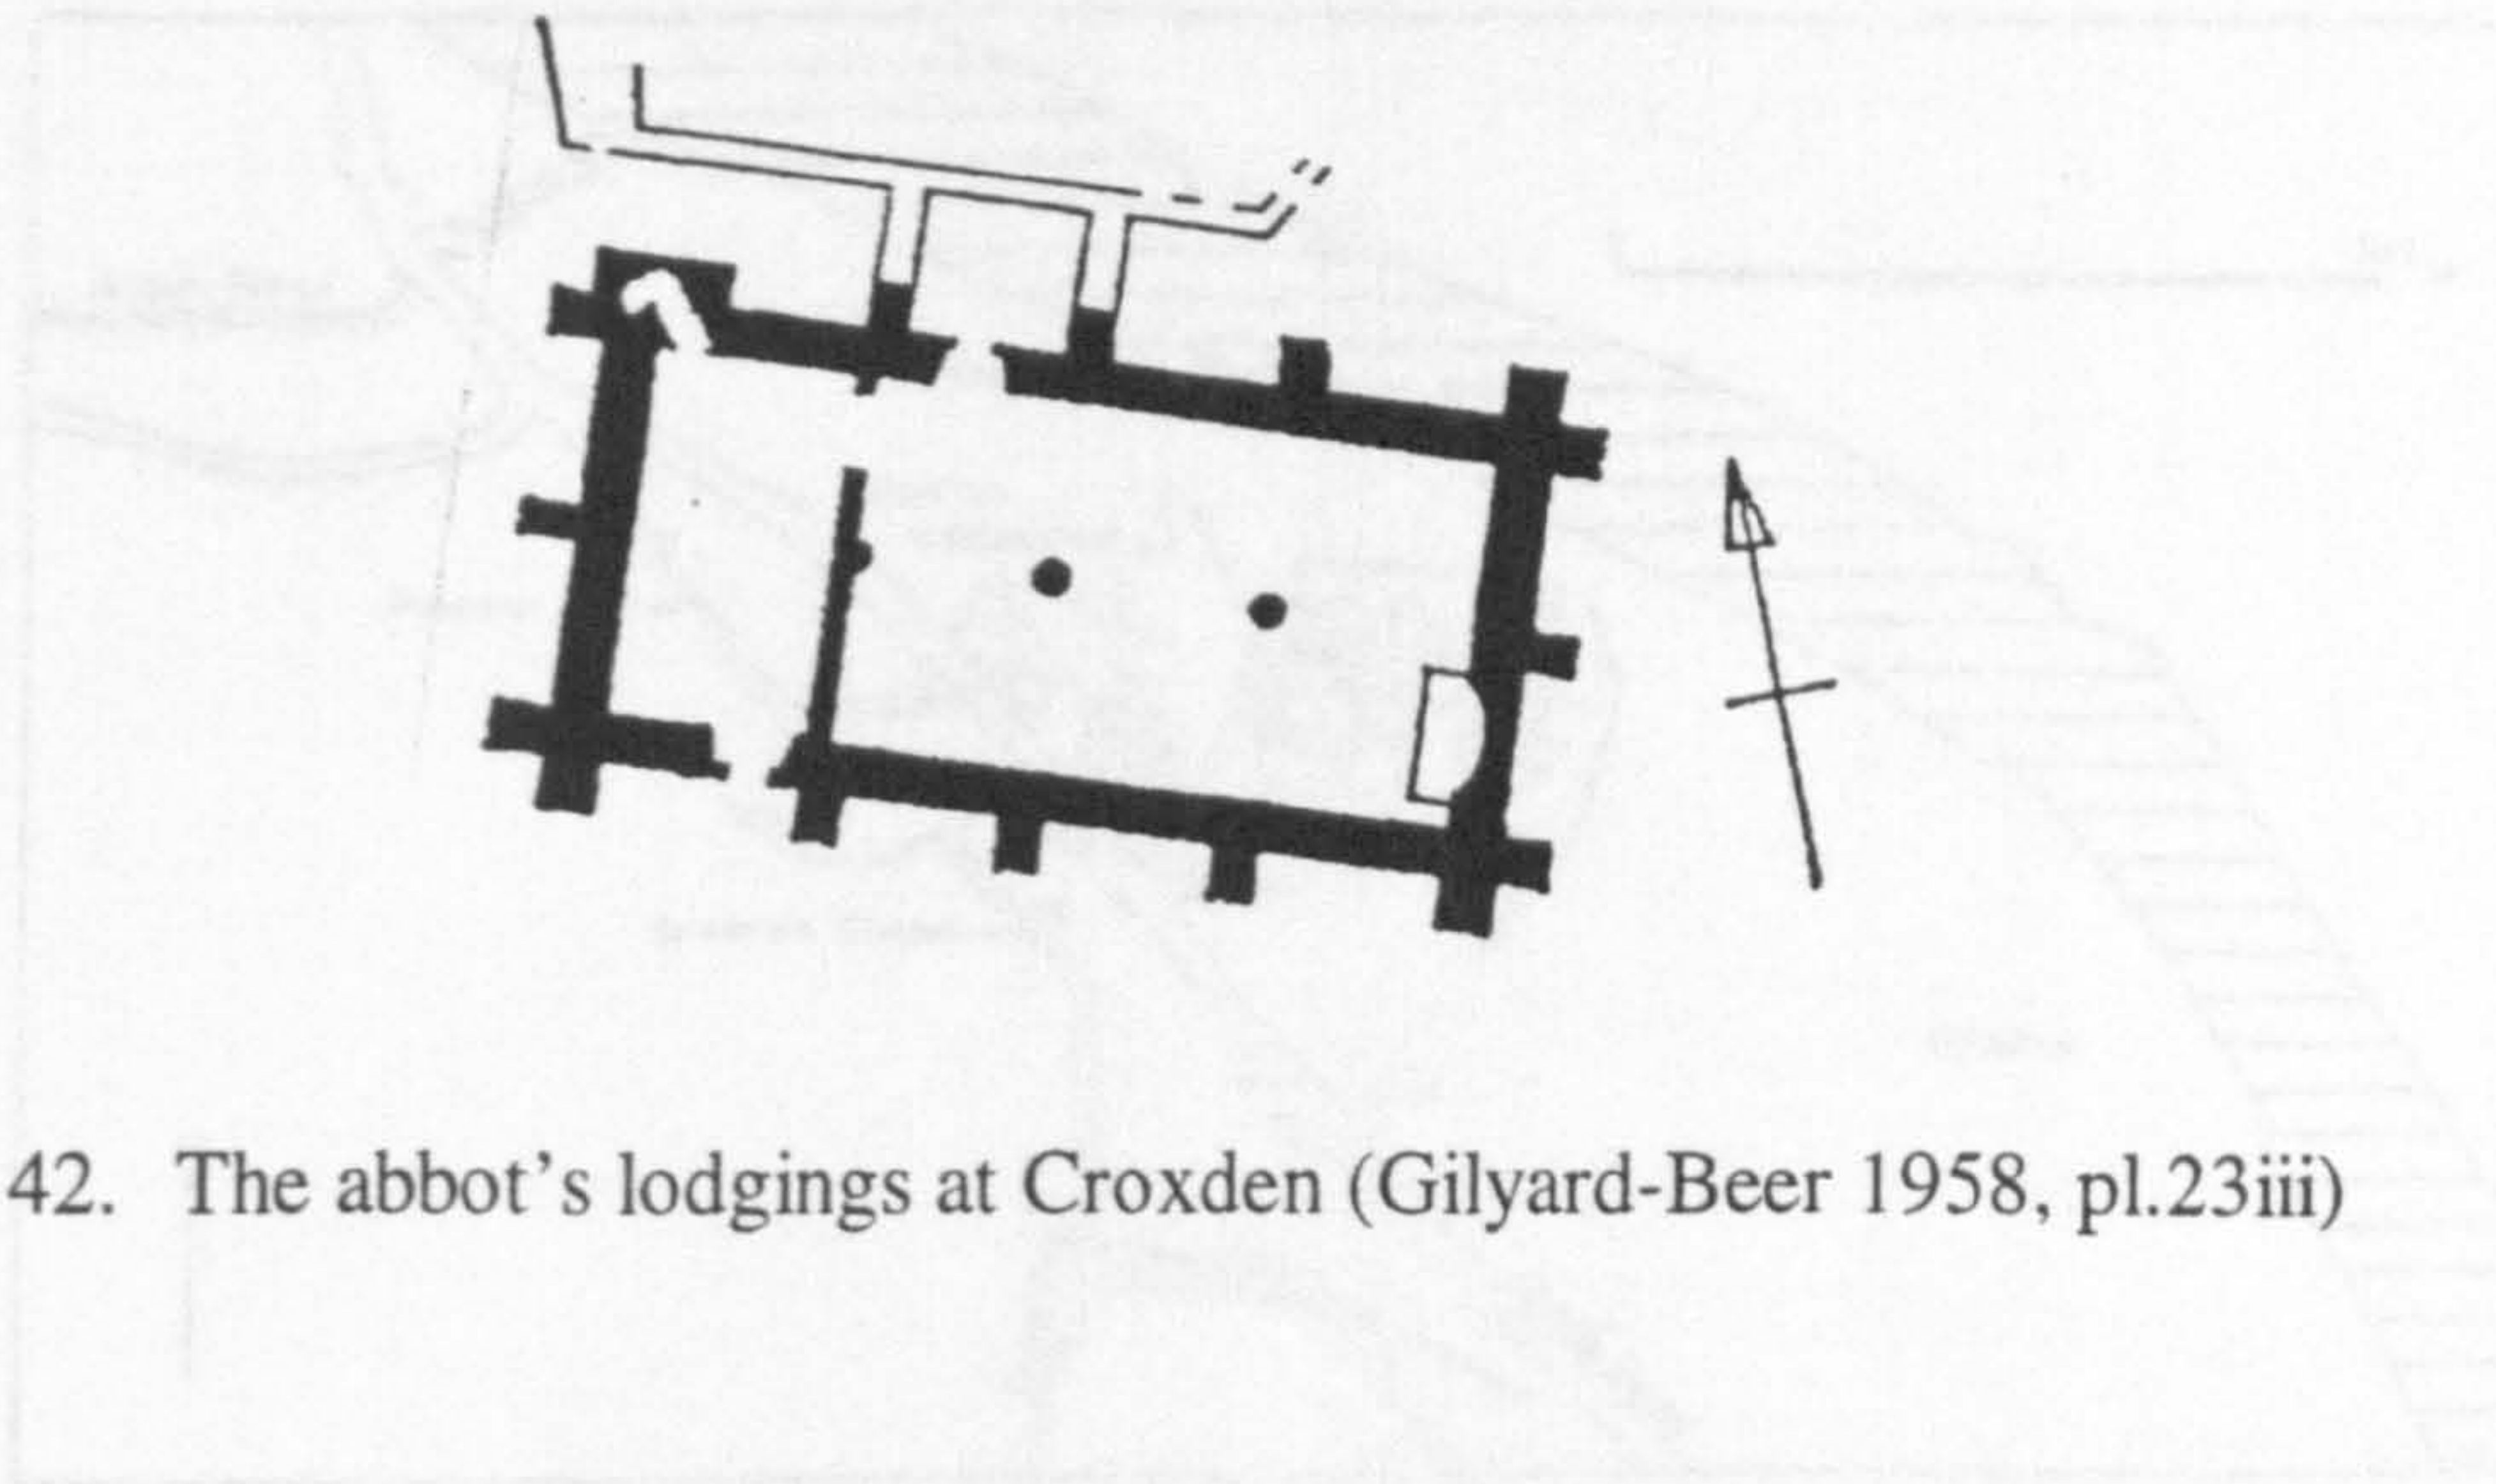 42. The abbot’s lodgings at Croxden (Gilyard-Beer 1958, pl.23iii)